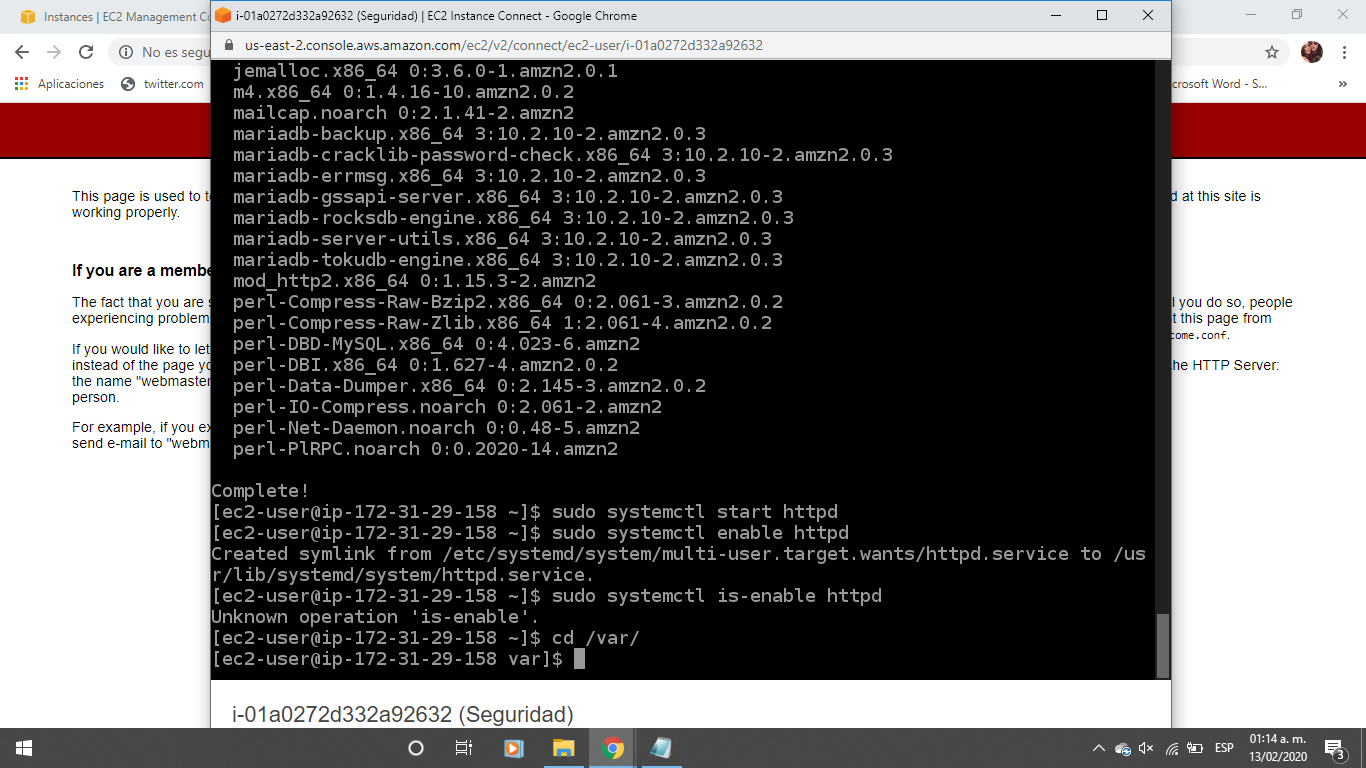 Instances | EC2 Management Co
i-01a0272d332a92632 (Seguridad) | EC2 Instance Connect - Google Chrome
No es segu
us-east-2.console.aws.amazon.com/ec2/v2/connect/ec2-user/i-01a0272d332a92632
Aplicaciones
twitter.com
crosoft Word - S...
»
This page is used to t
d at this site is
working properly.
If you are a membe
The fact that you are s
l you do so, people
experiencing problem
t this page from
If you would like to let
come.conf.
instead of the page yo
he HTTP Server:
the name "webmaster
person.
For example, if you ex
send e-mail to "webm
jemalloc.x86_64 0:3.6.0-1.amzn2.0.1
m4.x86_64 0:1.4.16-10.amzn2.0.2
mailcap.noarch 0:2.1.41-2.amzn2
mariadb-backup.x86_64 3:10.2.10-2.amzn2.0.3
mariadb-cracklib-password-check.x86_64 3:10.2.10-2.amzn2.0.3
mariadb-errmsg.x86_64 3:10.2.10-2.amzn2.0.3
mariadb-gssapi-server.x86_64 3:10.2.10-2.amzn2.0.3
mariadb-rocksdb-engine.x86_64 3:10.2.10-2.amzn2.0.3
mariadb-server-utils.x86_64 3:10.2.10-2.amzn2.0.3
mariadb-tokudb-engine.x86_64 3:10.2.10-2.amzn2.0.3
mod_http2.x86_64 0:1.15.3-2.amzn2
perl-Compress-Raw-Bzip2.x86_64 0:2.061-3.amzn2.0.2
perl-Compress-Raw-Zlib.x86_64 1:2.061-4.amzn2.0.2
perl-DBD-MySQL.x86_64 0:4.023-6.amzn2
perl-DBI.x86_64 0:1.627-4.amzn2.0.2
perl-Data-Dumper.x86_64 0:2.145-3.amzn2.0.2
perl-IO-Compress.noarch 0:2.061-2.amzn2
perl-Net-Daemon.noarch 0:0.48-5.amzn2
perl-PlRPC.noarch 0:0.2020-14.amzn2
Complete!
[ec2-user@ip-172-31-29-158 ~]$ sudo systemctl start httpd
[ec2-user@ip-172-31-29-158 ~]$ sudo systemctl enable httpd
Created symlink from /etc/systemd/system/multi-user.target.wants/httpd.service to /us
r/lib/systemd/system/httpd.service.
[ec2-user@ip-172-31-29-158 ~]$ sudo systemctl is-enable httpd
Unknown operation 'is-enable'.
[ec2-user@ip-172-31-29-158 ~]$ cd /var/
[ec2-user@ip-172-31-29-158 var]$
i-01a0272d332a92632 (Seguridad)
ESP
01:14 a. m.
13/02/2020
3